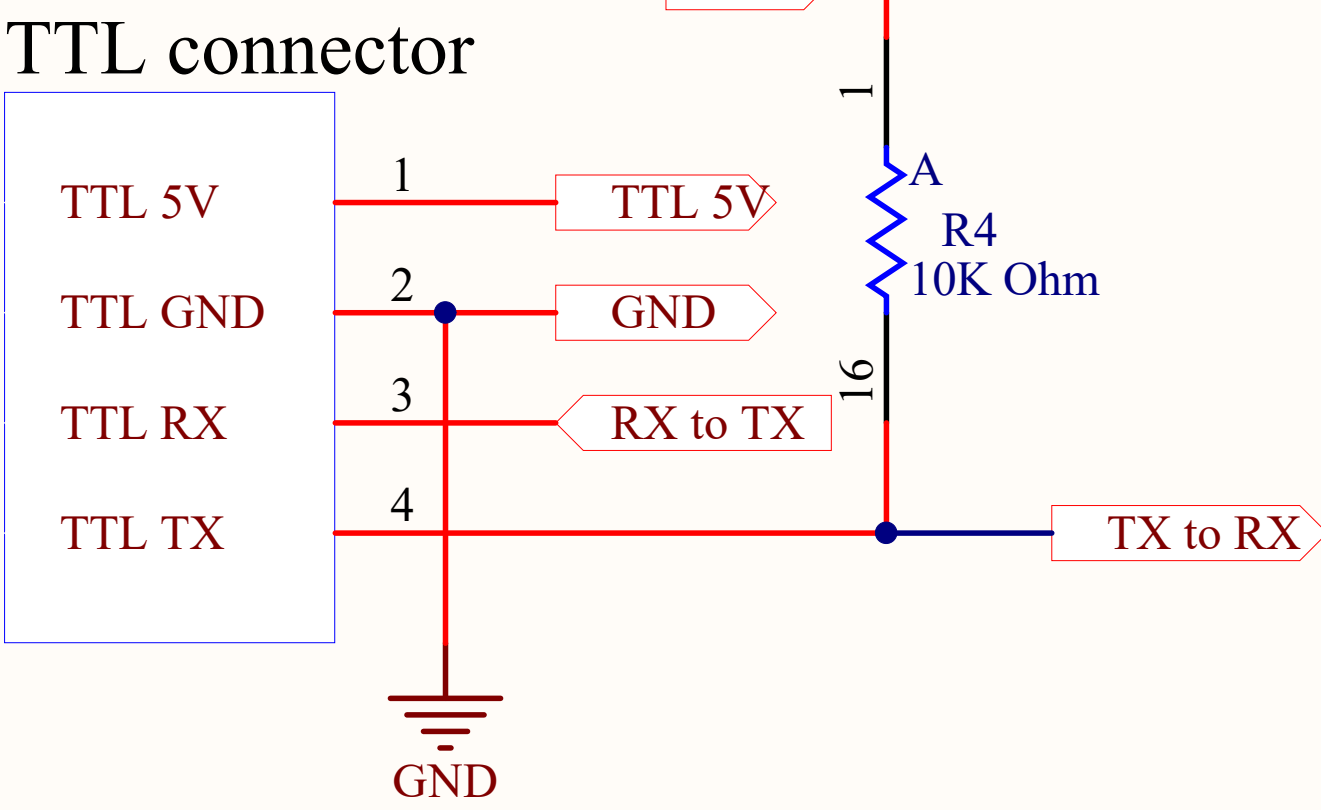 TTL connector
1
A
TTL 5V
1
TTL 5V
R4
10K Ohm
TTL GND
2
GND
16
TTL RX
3
RX to TX
TTL TX
4
TX to RX
GND